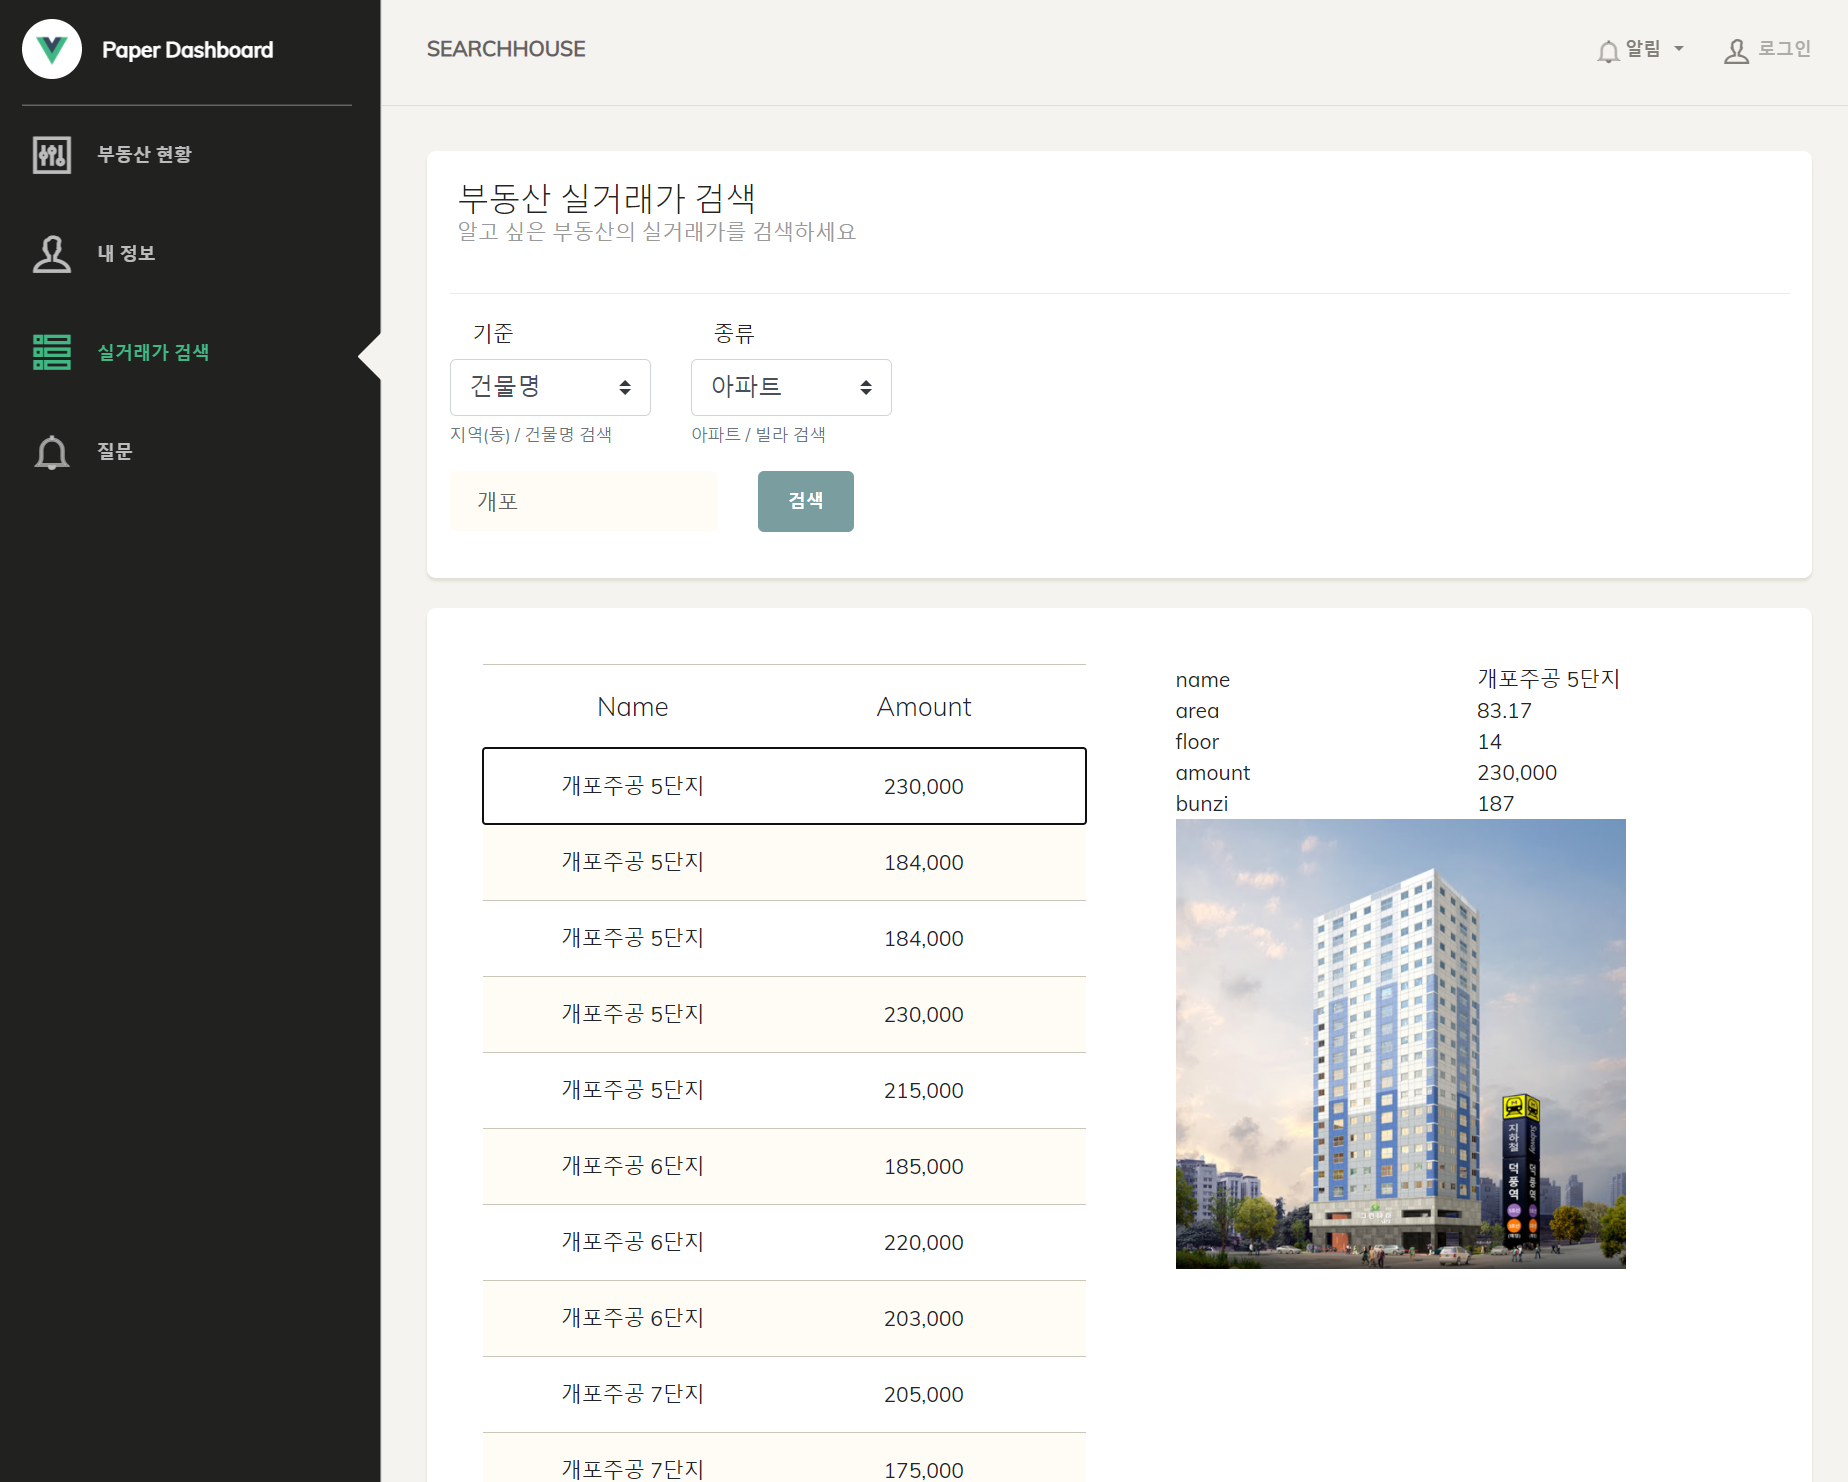 Paper Dashboard
부동산 현황
내 정보
실거래가 검색
질문
SEARCHHOUSE
알림
로그인
부동산 실거래가 검색
알고 싶은 부동산의 실거래가를 검색하세요
기준 종류
건물명 아파트
지역(동) / 건물명 검색 아파트 / 빌라 검색
개포 검색
Name Amount
개포주공 5단지 230,000
개포주공 5단지 184,000
개포주공 5단지 184,000
개포주공 5단지 230,000
개포주공 5단지 215,000
개포주공 6단지 185,000
개포주공 6단지 220,000
개포주공 6단지 203,000
개포주공 7단지 205,000
개포주공 7단지 175,000
name 개포주공 5단지
area 83.17
floor 14
amount 230,000
bunzi 187
지하철 Subway
덕풍역 덕풍역